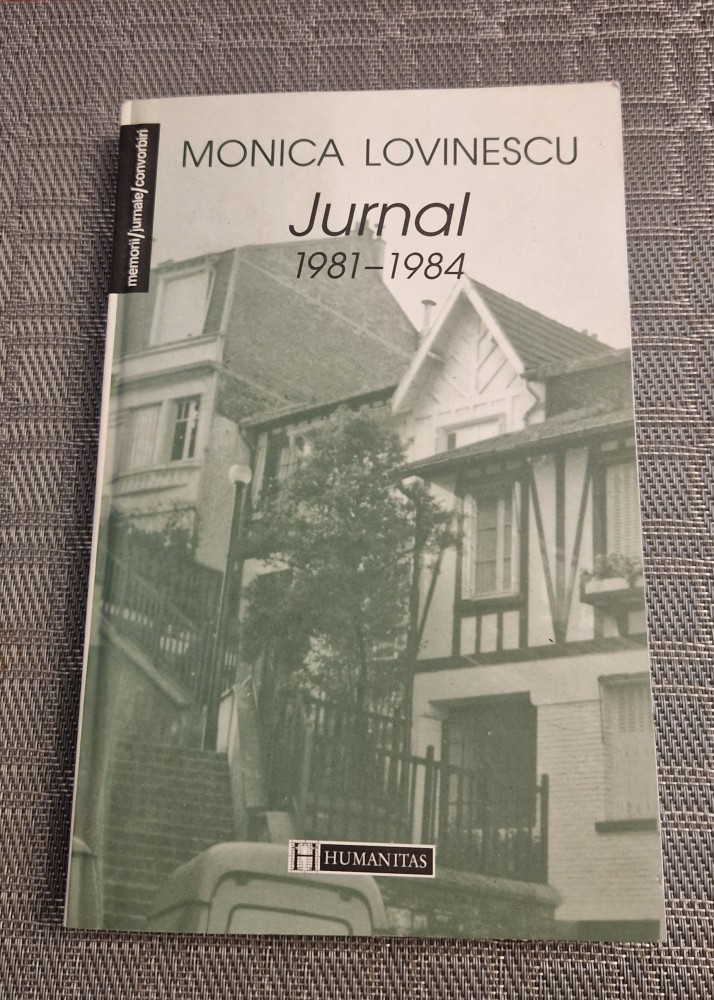 MONICA LOVINESCU
Jurnal
1981–1984
memorii/jurnale/convorbiri
H HUMANITAS